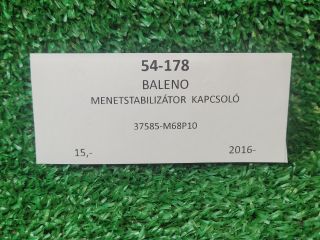 54-178
BALENO
MENETSTABILIZÁTOR KAPCSOLÓ
37585-M68P10
15,- 2016-